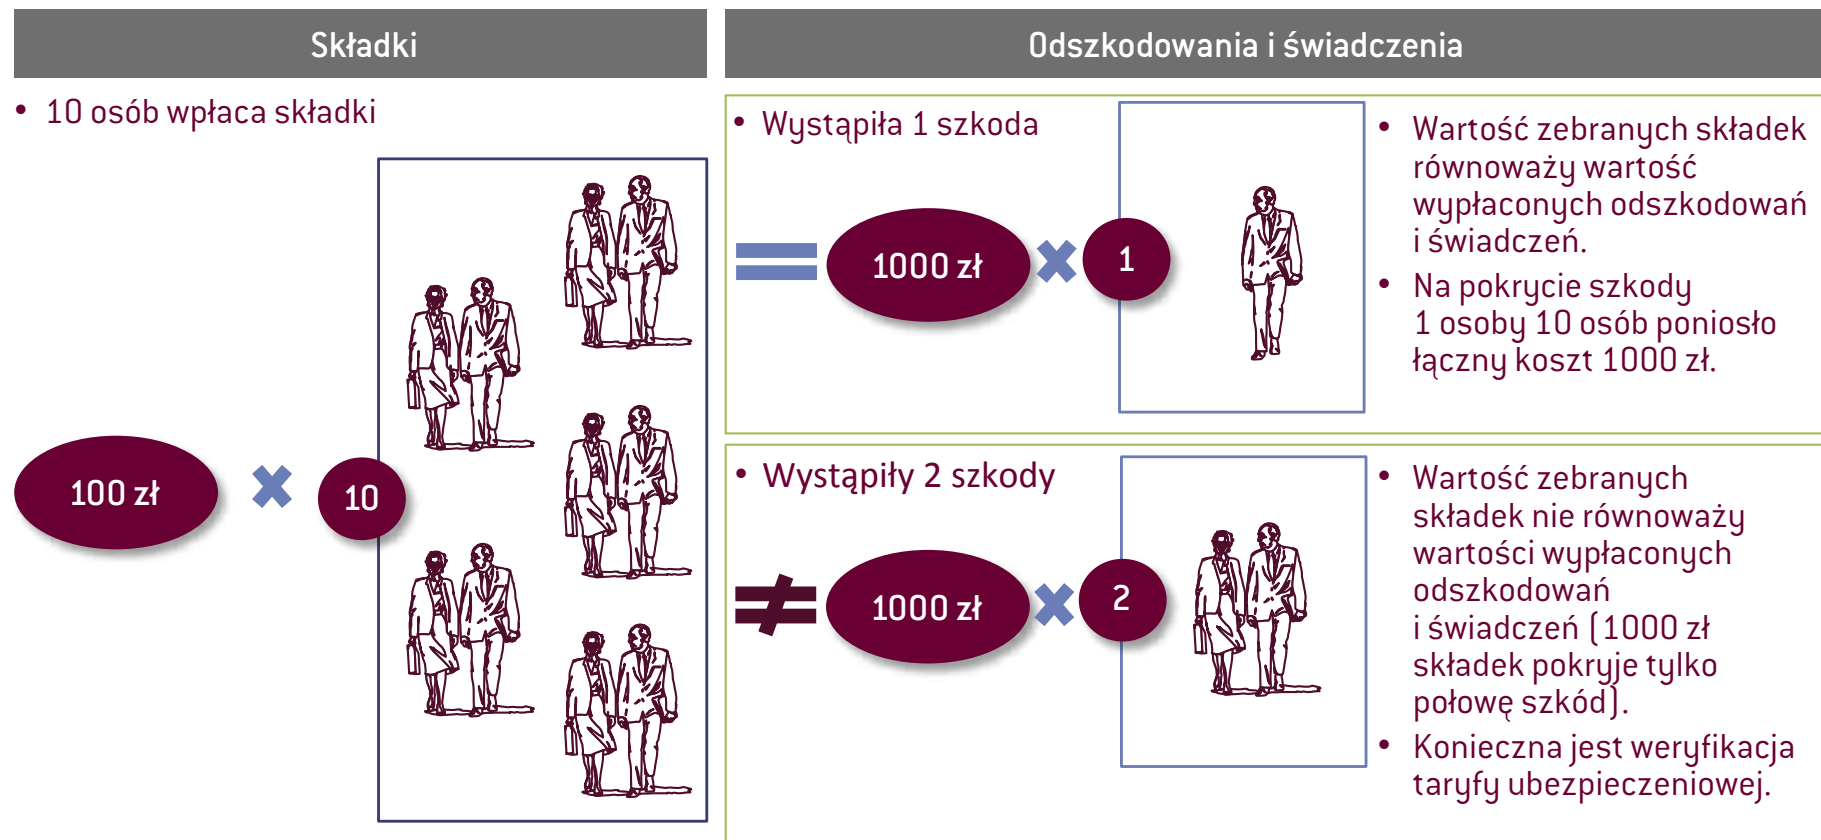 Składki
• 10 osób wpłaca składki
100 zł
10
Odszkodowania i świadczenia
• Wystąpiła 1 szkoda
1000 zł
1
• Wartość zebranych składek
równoważy wartość
wypłaconych odszkodowań
i świadczeń.
• Na pokrycie szkody
1 osoby 10 osób poniosło
łączny koszt 1000 zł.
• Wystąpiły 2 szkody
1000 zł
2
• Wartość zebranych
składek nie równoważy
wartości wypłaconych
odszkodowań
i świadczeń (1000 zł
składek pokryje tylko
połowę szkód).
• Konieczna jest weryfikacja
taryfy ubezpieczeniowej.